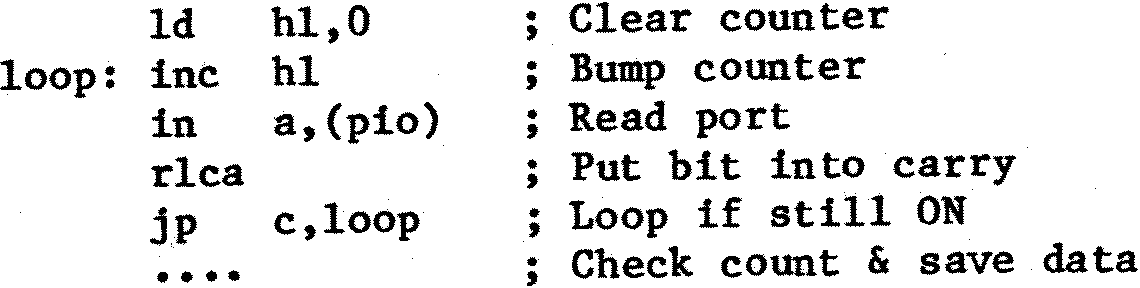 ld hl,0 ; Clear counter
loop: inc hl ; Bump counter
in a,(pio) ; Read port
rlca ; Put bit into carry
jp c,loop ; Loop if still ON
.... ; Check count & save data